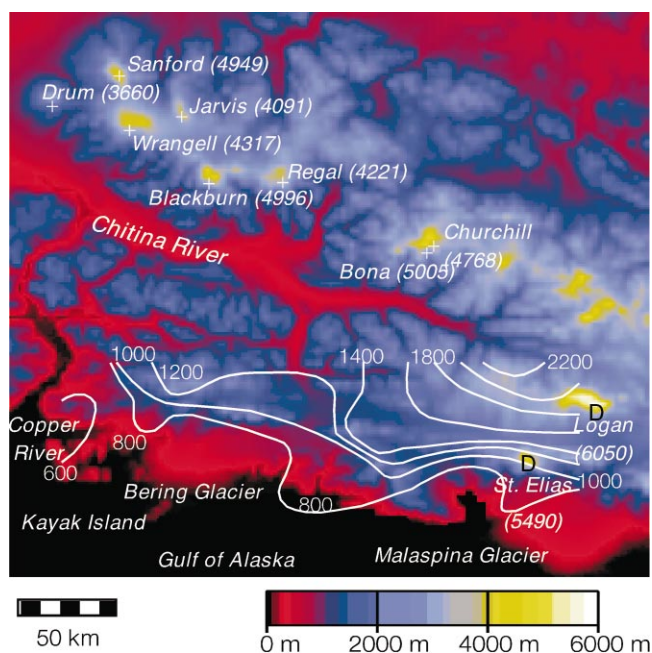 Sanford (4949)
Drum (3660)
Jarvis (4091)
Wrangell (4317)
Regal (4221)
Blackburn (4996)
Chitina River
Churchill
(4768)
Bona (5005)
1000
1200
1400
1800
2200
D
Logan
(6050)
Copper
River
800
600
D
St. Elias
1000
(5490)
Bering Glacier
800
Kayak Island
Gulf of Alaska
Malaspina Glacier
50 km
0 m
2000 m
4000 m
6000 m